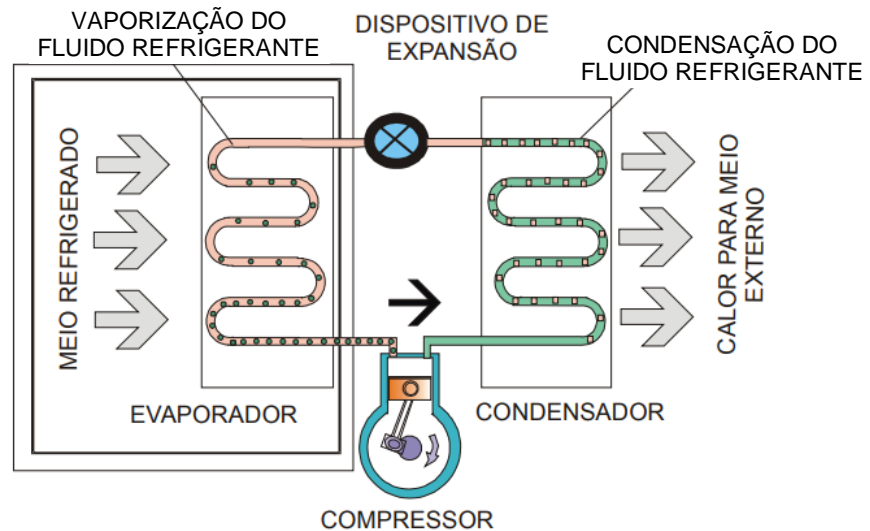 VAPORIZAÇÃO DO
FLUIDO REFRIGERANTE
DISPOSITIVO DE
EXPANSÃO
CONDENSAÇÃO DO
FLUIDO REFRIGERANTE
MEIO REFRIGERADO
CALOR PARA MEIO
EXTERNO
EVAPORADOR
CONDENSADOR
COMPRESSOR